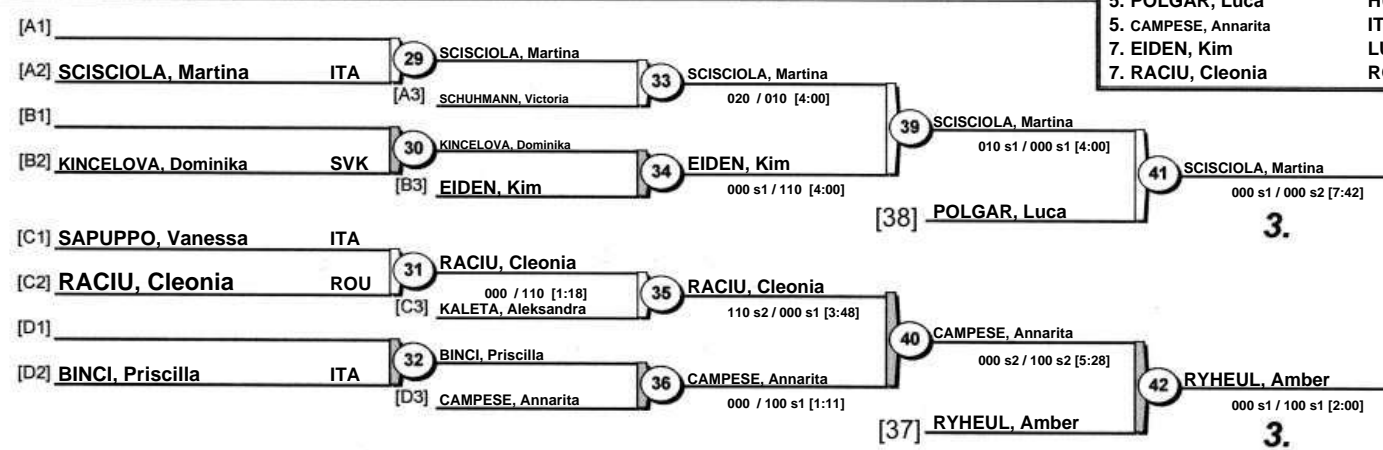 5. POLGAR, Luca
5. CAMPESE, Annarita IT
7. EIDEN, Kim
7. RACIU, Cleonia
[A1]
[A2] SCISCIOLA, Martina ITA
29
SCISCIOLA, Martina
[A3] SCHUHMANN, Victoria
33
SCISCIOLA, Martina
020 / 010 [4:00]
[B1]
[B2] KINCELOVA, Dominika SVK
30
KINCELOVA, Dominika
[B3] EIDEN, Kim
34
EIDEN, Kim
000 s1 / 110 [4:00]
39
SCISCIOLA, Martina
010 s1 / 000 s1 [4:00]
[38] POLGAR, Luca
41
SCISCIOLA, Martina
000 s1 / 000 s2 [7:42]
3.
[C1] SAPUPPO, Vanessa ITA
[C2] RACIU, Cleonia ROU
31
RACIU, Cleonia
000 / 110 [1:18]
[C3] KALETA, Aleksandra
35
RACIU, Cleonia
110 s2 / 000 s1 [3:48]
[D1]
[D2] BINCI, Priscilla ITA
32
BINCI, Priscilla
[D3] CAMPESE, Annarita
36
CAMPESE, Annarita
000 / 100 s1 [1:11]
40
CAMPESE, Annarita
000 s2 / 100 s2 [5:28]
[37] RYHEUL, Amber
42
RYHEUL, Amber
000 s1 / 100 s1 [2:00]
3.